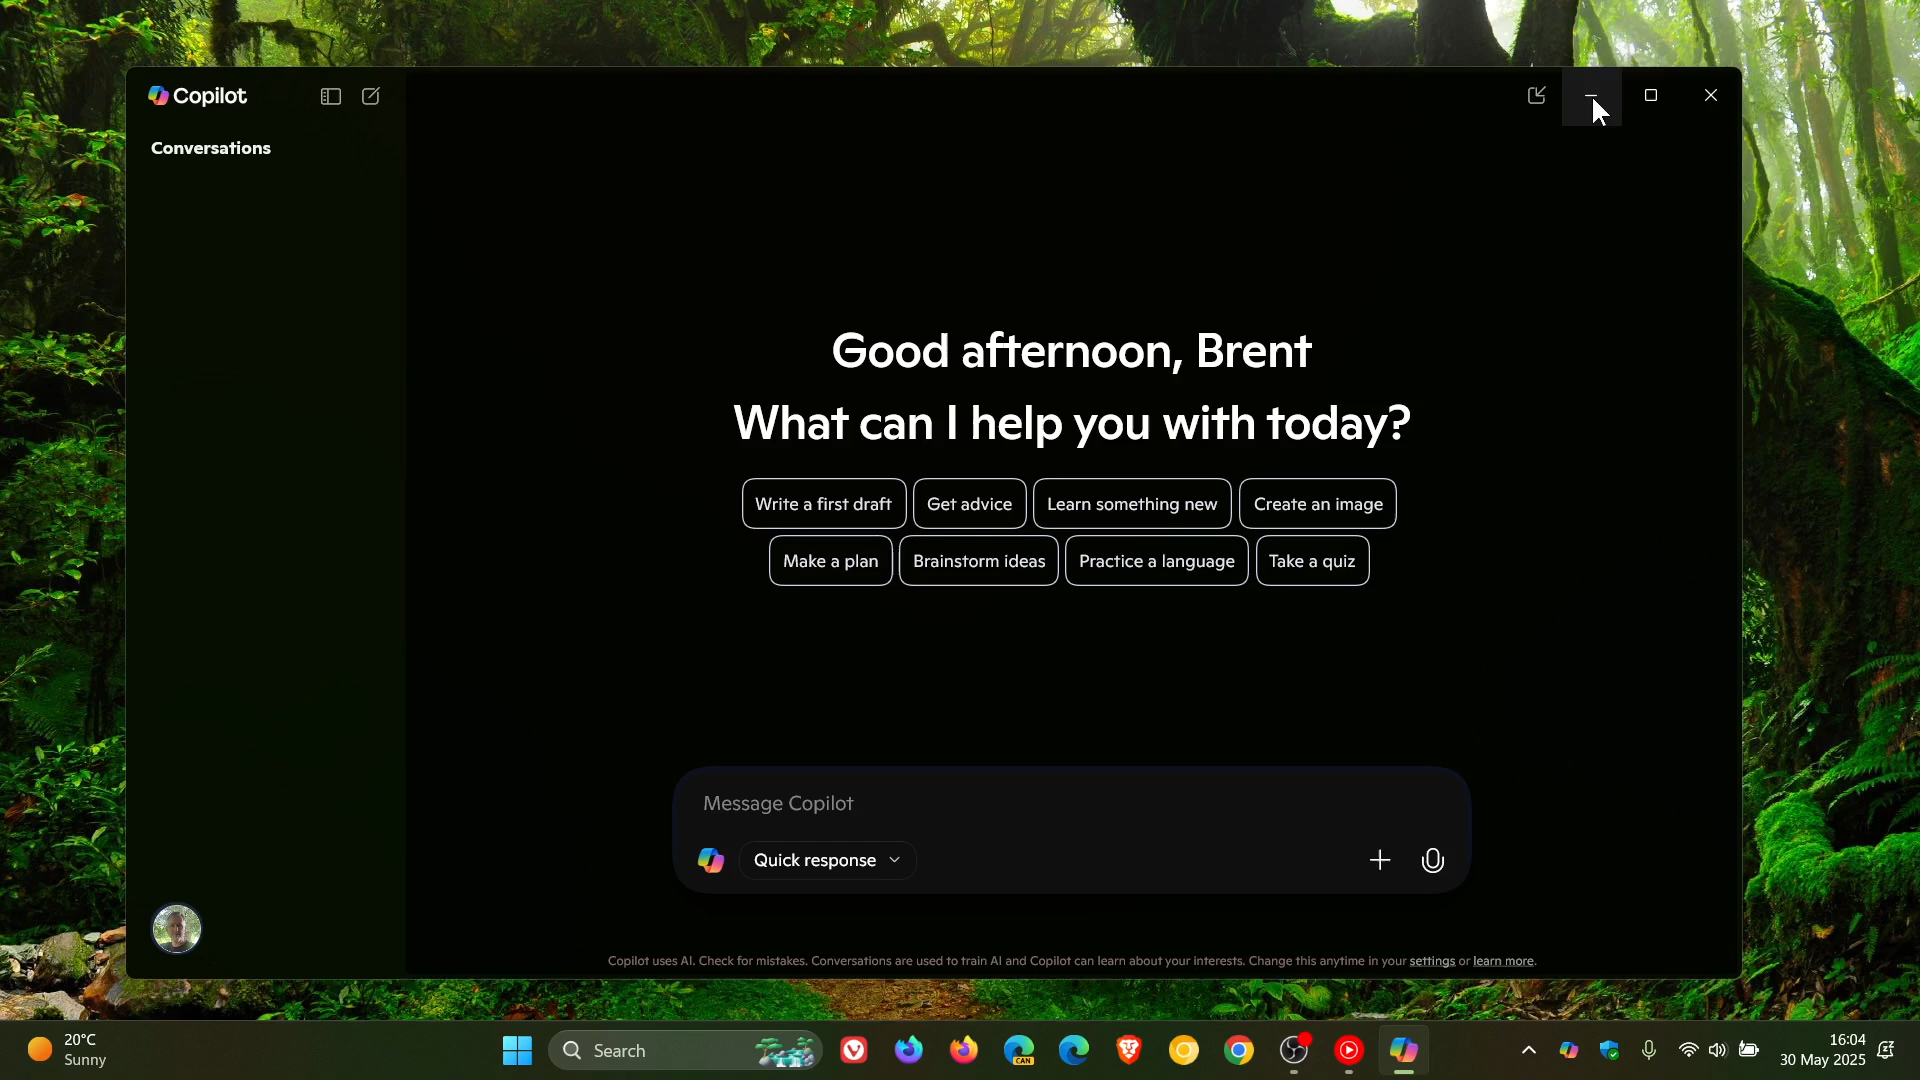 Copilot
Conversations
Good afternoon, Brent
What can I help you with today?
Write a first draft
Get advice
Learn something new
Create an image
Make a plan
Brainstorm ideas
Practice a language
Take a quiz
Message Copilot
Quick response
Copilot uses AI. Check for mistakes. Conversations are used to train AI and Copilot can learn about your interests. Change this anytime in your settings or learn more.
20°C
Sunny
Search
CAN
16:04
30 May 2025